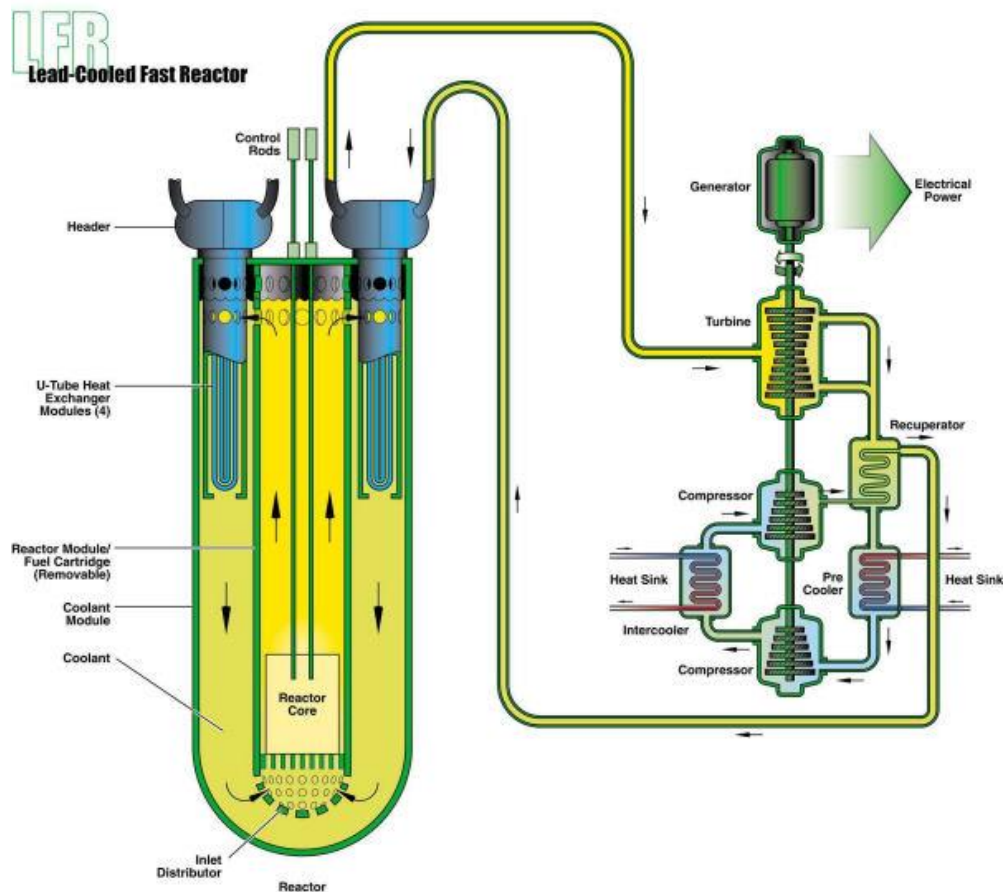 LFR
Lead-Cooled Fast Reactor
Control
Rods
Header
U-Tube Heat
Exchanger
Modules (4)
Reactor Module/
Fuel Cartridge
(Removable)
Coolant
Module
Coolant
Reactor
Core
Inlet
Distributor
Reactor
Generator
Electrical
Power
Turbine
Recuperator
Compressor
Heat Sink
Pre
Cooler
Heat Sink
Intercooler
Compressor